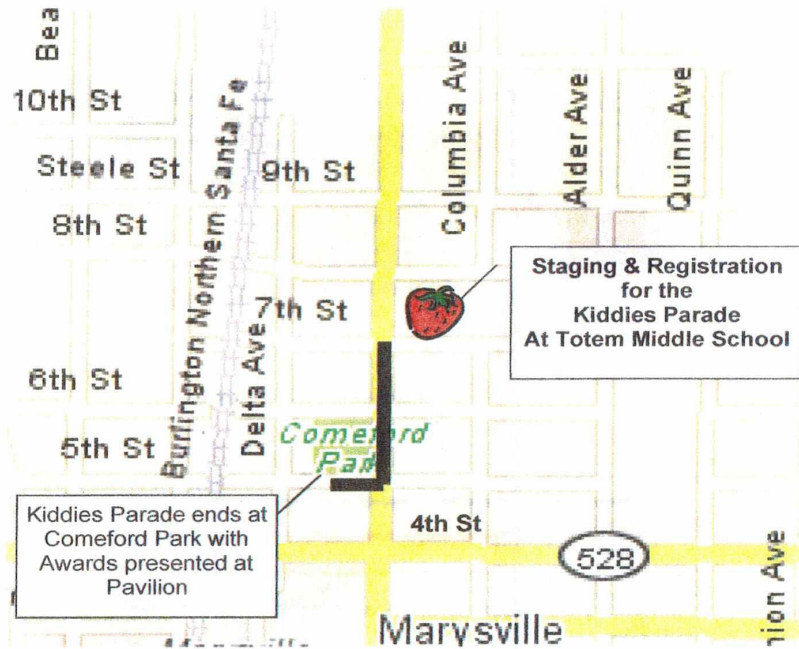 10th St
Steele St
9th St
8th St
Burlington Northern Santa Fe
Columbia Ave
Alder Ave
Quinn Ave
Staging & Registration
for the
Kiddies Parade
At Totem Middle School
7th St
Delta Ave
6th St
5th St
Comeford
Park
Kiddies Parade ends at
Comeford Park with
Awards presented at
Pavilion
4th St
528
Marysville